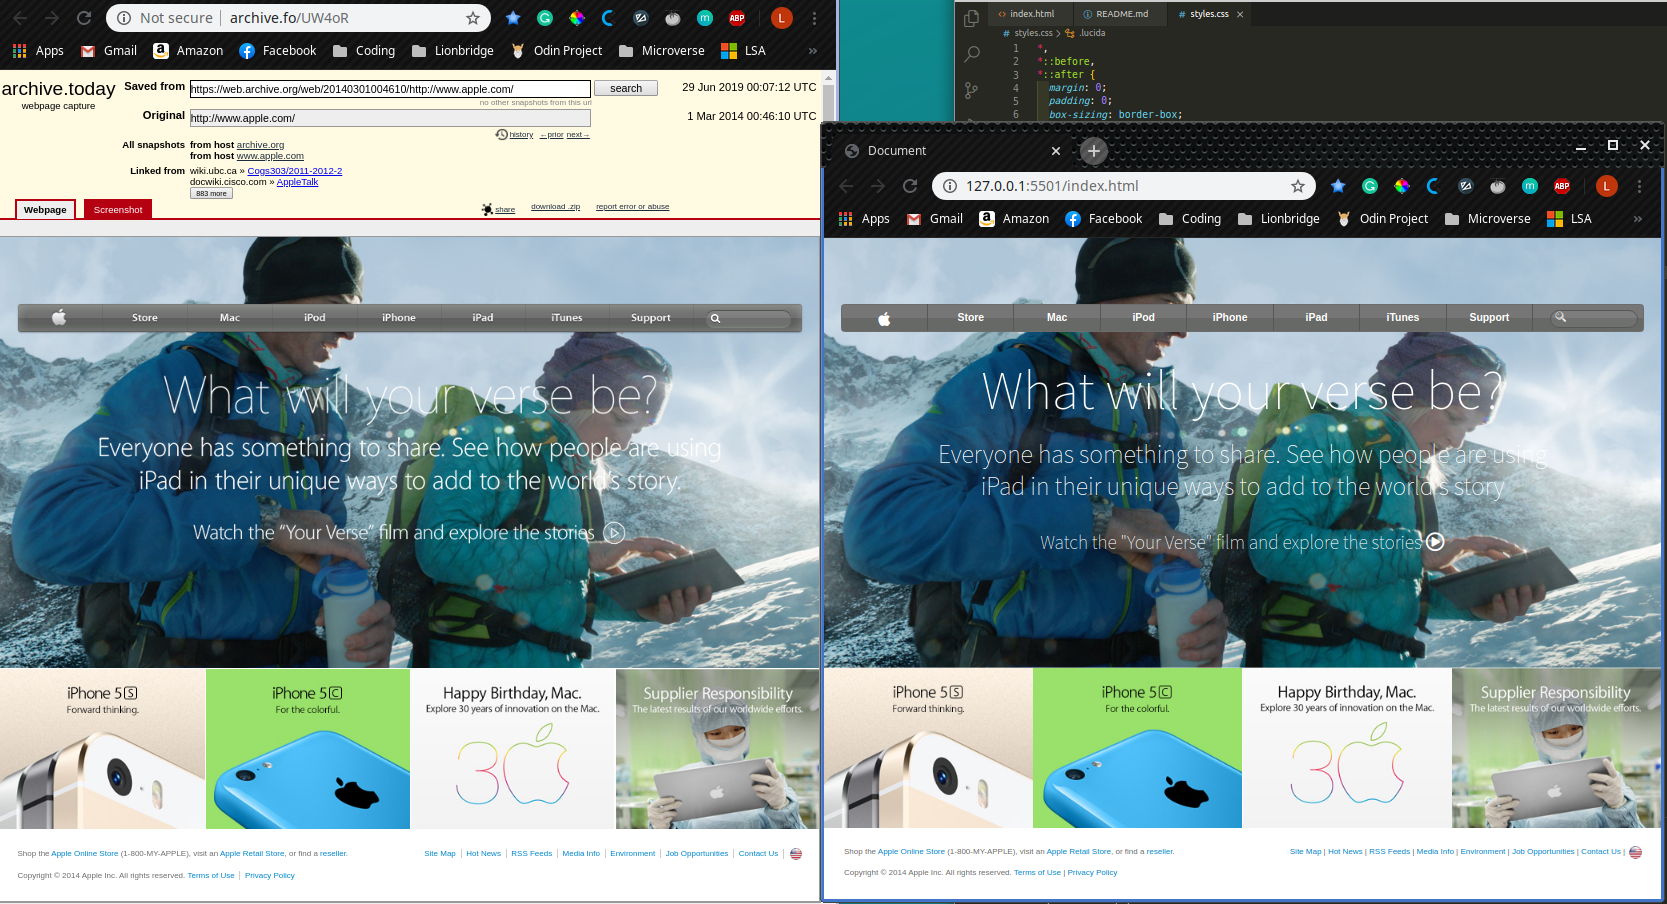 Not secure | archive.fo/UW4oR
ABP
L
Apps Gmail Amazon Facebook Coding Lionbridge Odin Project Microverse LSA »
archive.today
webpage capture
Saved from https://web.archive.org/web/20140301004610/http://www.apple.com/ search 29 Jun 2019 00:07:12 UTC
no other snapshots from this url
Original http://www.apple.com/ 1 Mar 2014 00:46:10 UTC
history ←prior next→
All snapshots from host archive.org
from host www.apple.com
Linked from wiki.ubc.ca » Cogs303/2011-2012-2
docwiki.cisco.com » AppleTalk
883 more
Webpage Screenshot share download .zip report error or abuse
Store Mac iPod iPhone iPad iTunes Support
What will your verse be?
Everyone has something to share. See how people are using
iPad in their unique ways to add to the world's story.
Watch the “Your Verse” film and explore the stories
iPhone 5S
Forward thinking.
iPhone 5C
For the colorful.
Happy Birthday, Mac.
Explore 30 years of innovation on the Mac.
30
Supplier Responsibility
The latest results of our worldwide efforts.
Shop the Apple Online Store (1-800-MY-APPLE), visit an Apple Retail Store, or find a reseller.
Site Map | Hot News | RSS Feeds | Media Info | Environment | Job Opportunities | Contact Us |
Copyright © 2014 Apple Inc. All rights reserved. Terms of Use | Privacy Policy
<> index.html README.md # styles.css ×
# styles.css > .lucida
1 *,
2 *::before,
3 *::after {
4 margin: 0;
5 padding: 0;
6 box-sizing: border-box;
Document
127.0.0.1:5501/index.html
ABP
L
Apps Gmail Amazon Facebook Coding Lionbridge Odin Project Microverse LSA »
Store Mac iPod iPhone iPad iTunes Support
What will your verse be?
Everyone has something to share. See how people are using
iPad in their unique ways to add to the world's story
Watch the "Your Verse" film and explore the stories
iPhone 5S
Forward thinking.
iPhone 5C
For the colorful.
Happy Birthday, Mac.
Explore 30 years of innovation on the Mac.
30
Supplier Responsibility
The latest results of our worldwide efforts.
Shop the Apple Online Store (1-800-MY-APPLE), visit an Apple Retail Store, or find a reseller.
Site Map | Hot News | RSS Feeds | Media Info | Environment | Job Opportunities | Contact Us |
Copyright © 2014 Apple Inc. All rights reserved. Terms of Use | Privacy Policy